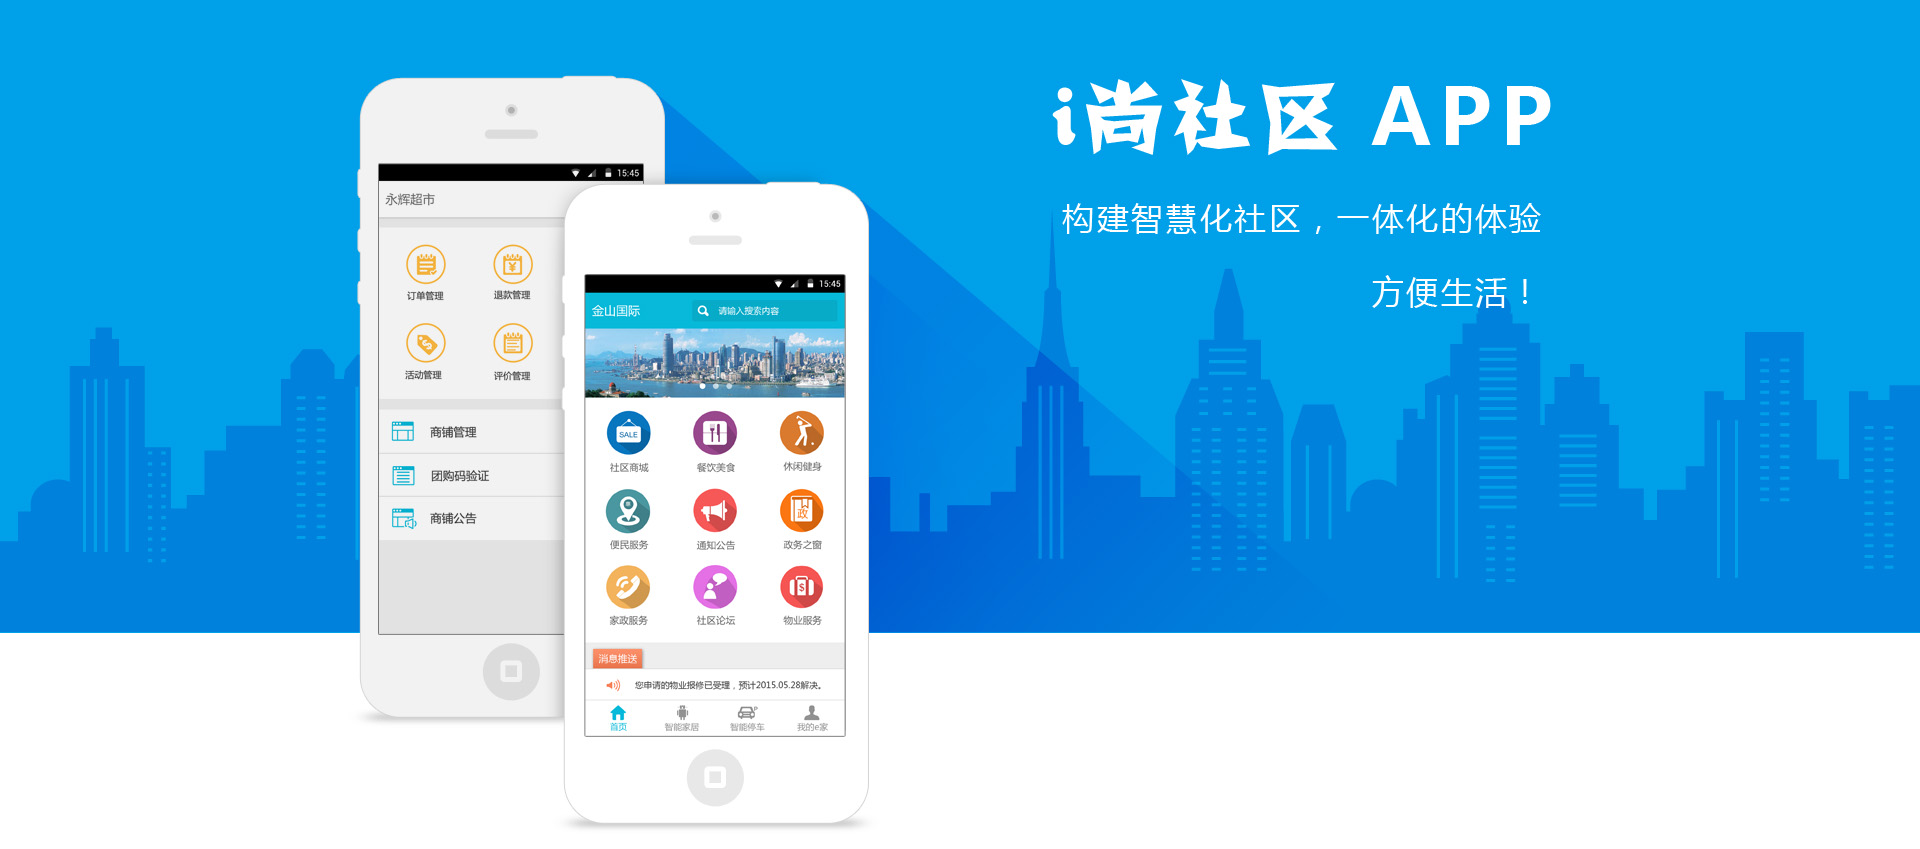 i尚社区 APP
构建智慧化社区，一体化的体验
方便生活！
15:45
永辉超市
订单管理
退款管理
活动管理
评价管理
商铺管理
团购码验证
商铺公告
15:45
金山国际
请输入搜索内容
SALE
社区商城
餐饮美食
休闲健身
政
便民服务
通知公告
政务之窗
家政服务
社区论坛
物业服务
消息推送
您申请的物业报修已受理，预计2015.05.28解决。
首页
智能家居
智能停车
我的e家